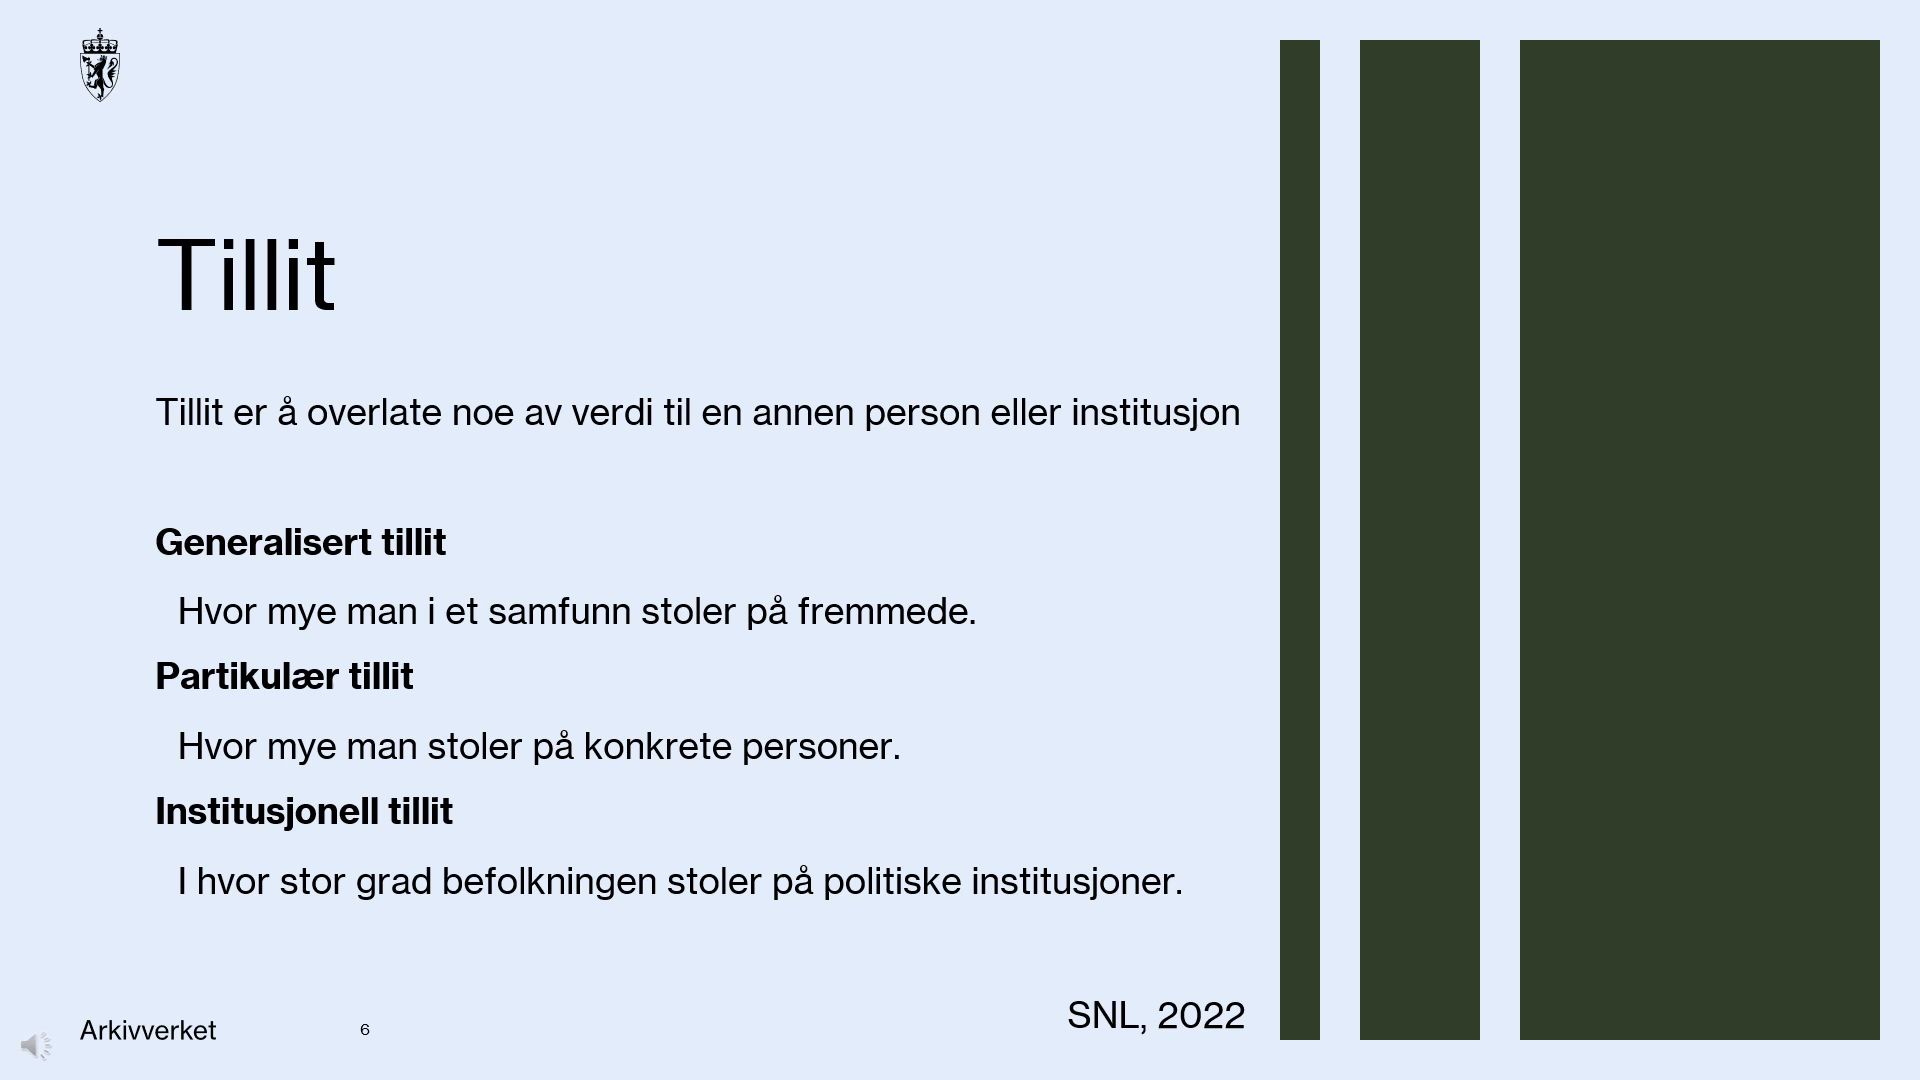 Tillit
Tillit er å overlate noe av verdi til en annen person eller institusjon
Generalisert tillit
Hvor mye man i et samfunn stoler på fremmede.
Partikulær tillit
Hvor mye man stoler på konkrete personer.
Institusjonell tillit
I hvor stor grad befolkningen stoler på politiske institusjoner.
SNL, 2022
Arkivverket
6